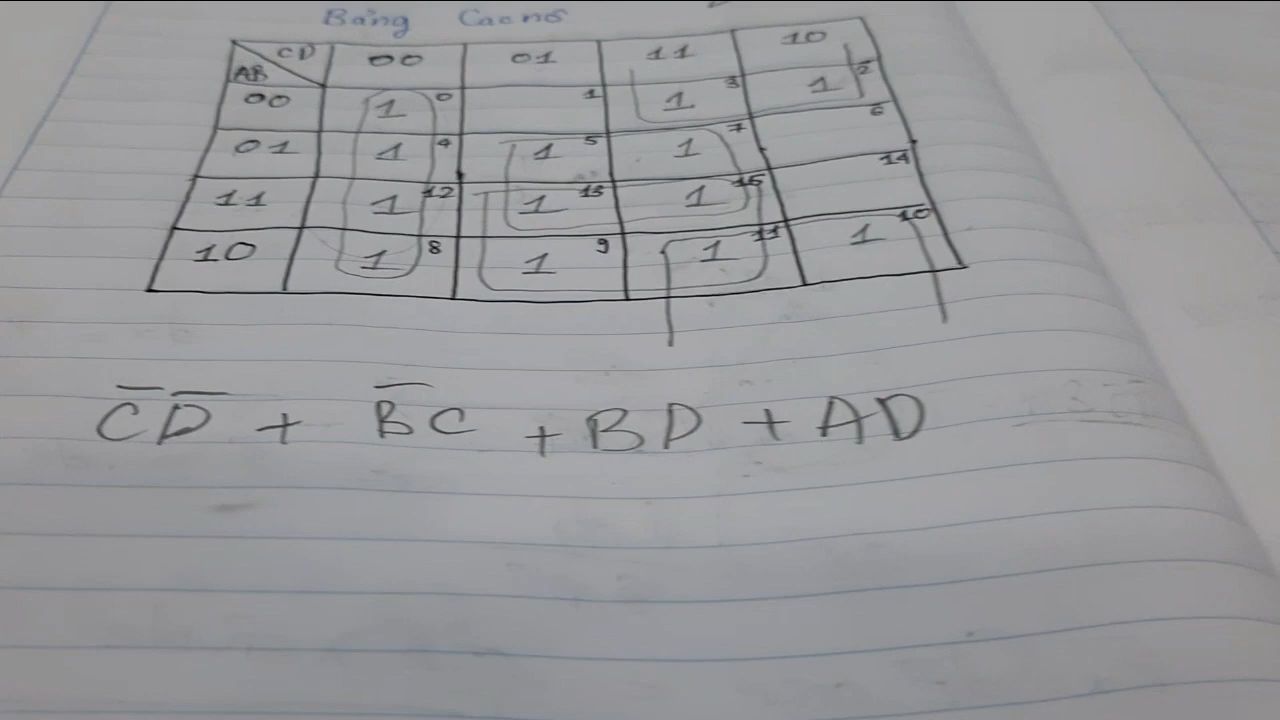 Bảng Cacnô
CD 00 01 11 10
AB
00 1 0 1 1 3 1 2
01 1 4 1 5 1 7 6
11 1 12 1 13 1 15 14
10 1 8 1 9 1 11 1 10
C̅ D̅ + B̅ C + B D + A D